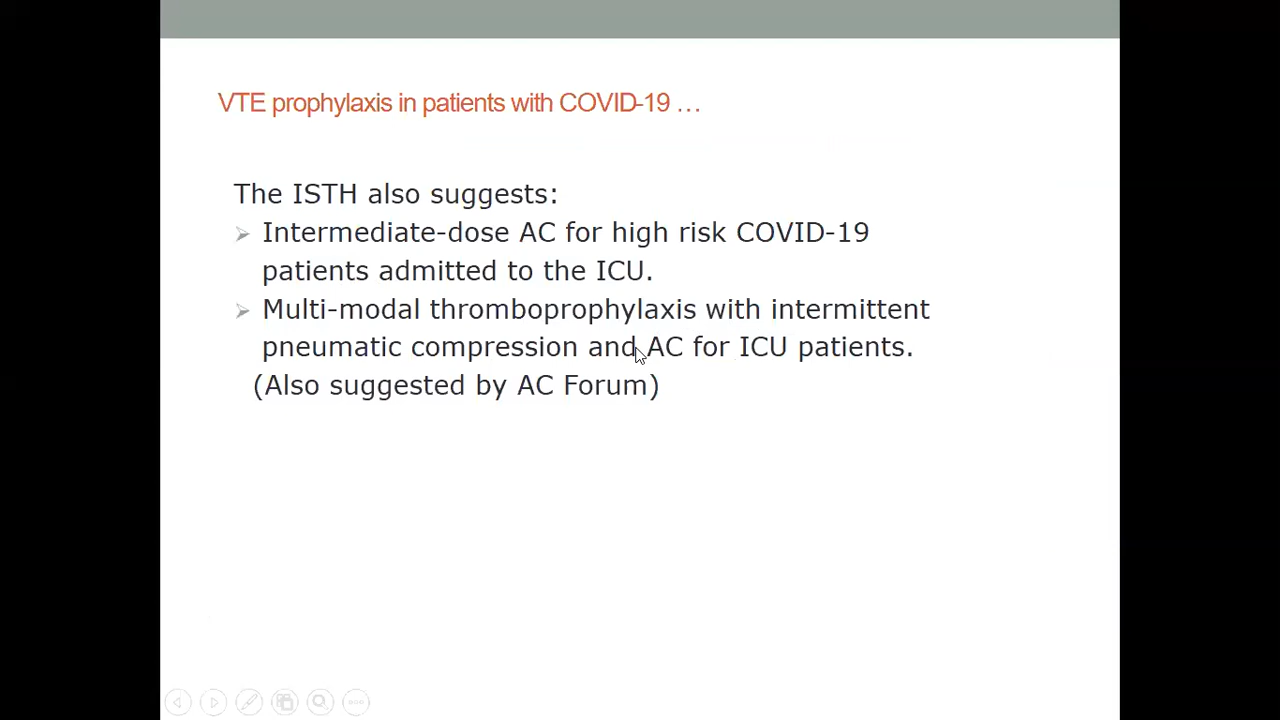 VTE prophylaxis in patients with COVID-19 …
The ISTH also suggests:
Intermediate-dose AC for high risk COVID-19
patients admitted to the ICU.
Multi-modal thromboprophylaxis with intermittent
pneumatic compression and AC for ICU patients.
(Also suggested by AC Forum)